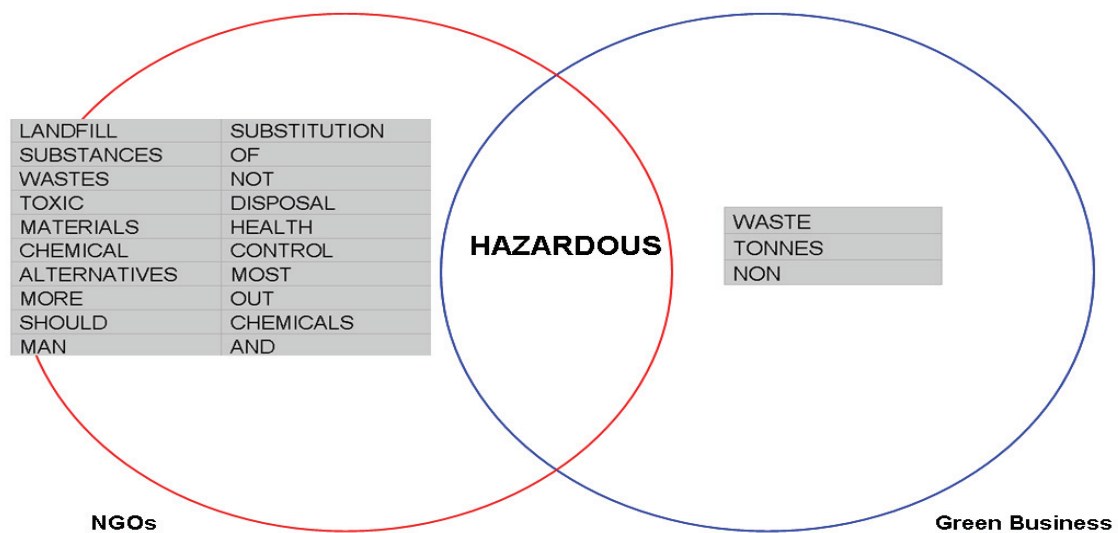 LANDFILL SUBSTITUTION
SUBSTANCES OF
WASTES NOT
TOXIC DISPOSAL
MATERIALS HEALTH
CHEMICAL CONTROL
ALTERNATIVES MOST
MORE OUT
SHOULD CHEMICALS
MAN AND
HAZARDOUS
WASTE
TONNES
NON
NGOs
Green Business